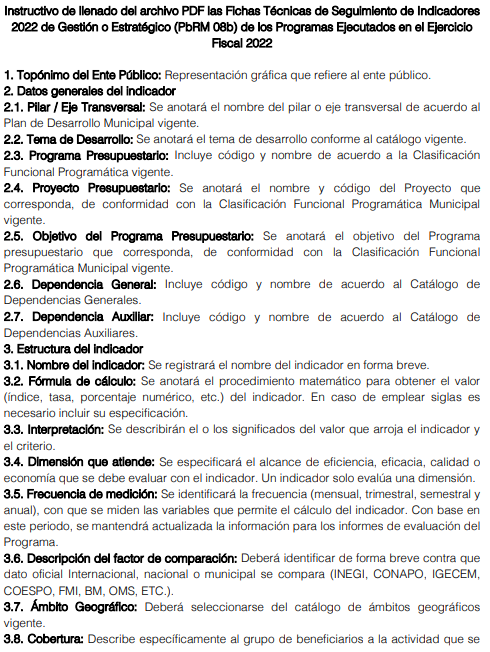 Instructivo de llenado del archivo PDF las Fichas Técnicas de Seguimiento de Indicadores
2022 de Gestión o Estratégico (PbRM 08b) de los Programas Ejecutados en el Ejercicio
Fiscal 2022
1. Topónimo del Ente Público: Representación gráfica que refiere al ente público.
2. Datos generales del indicador
2.1. Pilar / Eje Transversal: Se anotará el nombre del pilar o eje transversal de acuerdo al
Plan de Desarrollo Municipal vigente.
2.2. Tema de Desarrollo: Se anotará el tema de desarrollo conforme al catálogo vigente.
2.3. Programa Presupuestario: Incluye código y nombre de acuerdo a la Clasificación
Funcional Programática vigente.
2.4. Proyecto Presupuestario: Se anotará el nombre y código del Proyecto que
corresponda, de conformidad con la Clasificación Funcional Programática Municipal
vigente.
2.5. Objetivo del Programa Presupuestario: Se anotará el objetivo del Programa
presupuestario que corresponda, de conformidad con la Clasificación Funcional
Programática Municipal vigente.
2.6. Dependencia General: Incluye código y nombre de acuerdo al Catálogo de
Dependencias Generales.
2.7. Dependencia Auxiliar: Incluye código y nombre de acuerdo al Catálogo de
Dependencias Auxiliares.
3. Estructura del indicador
3.1. Nombre del indicador: Se registrará el nombre del indicador en forma breve.
3.2. Fórmula de cálculo: Se anotará el procedimiento matemático para obtener el valor
(índice, tasa, porcentaje numérico, etc.) del indicador. En caso de emplear siglas es
necesario incluir su especificación.
3.3. Interpretación: Se describirán el o los significados del valor que arroja el indicador y
el criterio.
3.4. Dimensión que atiende: Se especificará el alcance de eficiencia, eficacia, calidad o
economía que se debe evaluar con el indicador. Un indicador solo evalúa una dimensión.
3.5. Frecuencia de medición: Se identificará la frecuencia (mensual, trimestral, semestral y
anual), con que se miden las variables que permite el cálculo del indicador. Con base en
este periodo, se mantendrá actualizada la información para los informes de evaluación del
Programa.
3.6. Descripción del factor de comparación: Deberá identificar de forma breve contra que
dato oficial Internacional, nacional o municipal se compara (INEGI, CONAPO, IGECEM,
COESPO, FMI, BM, OMS, ETC.).
3.7. Ámbito Geográfico: Deberá seleccionarse del catálogo de ámbitos geográficos
vigente.
3.8. Cobertura: Describe específicamente al grupo de beneficiarios a la actividad que se